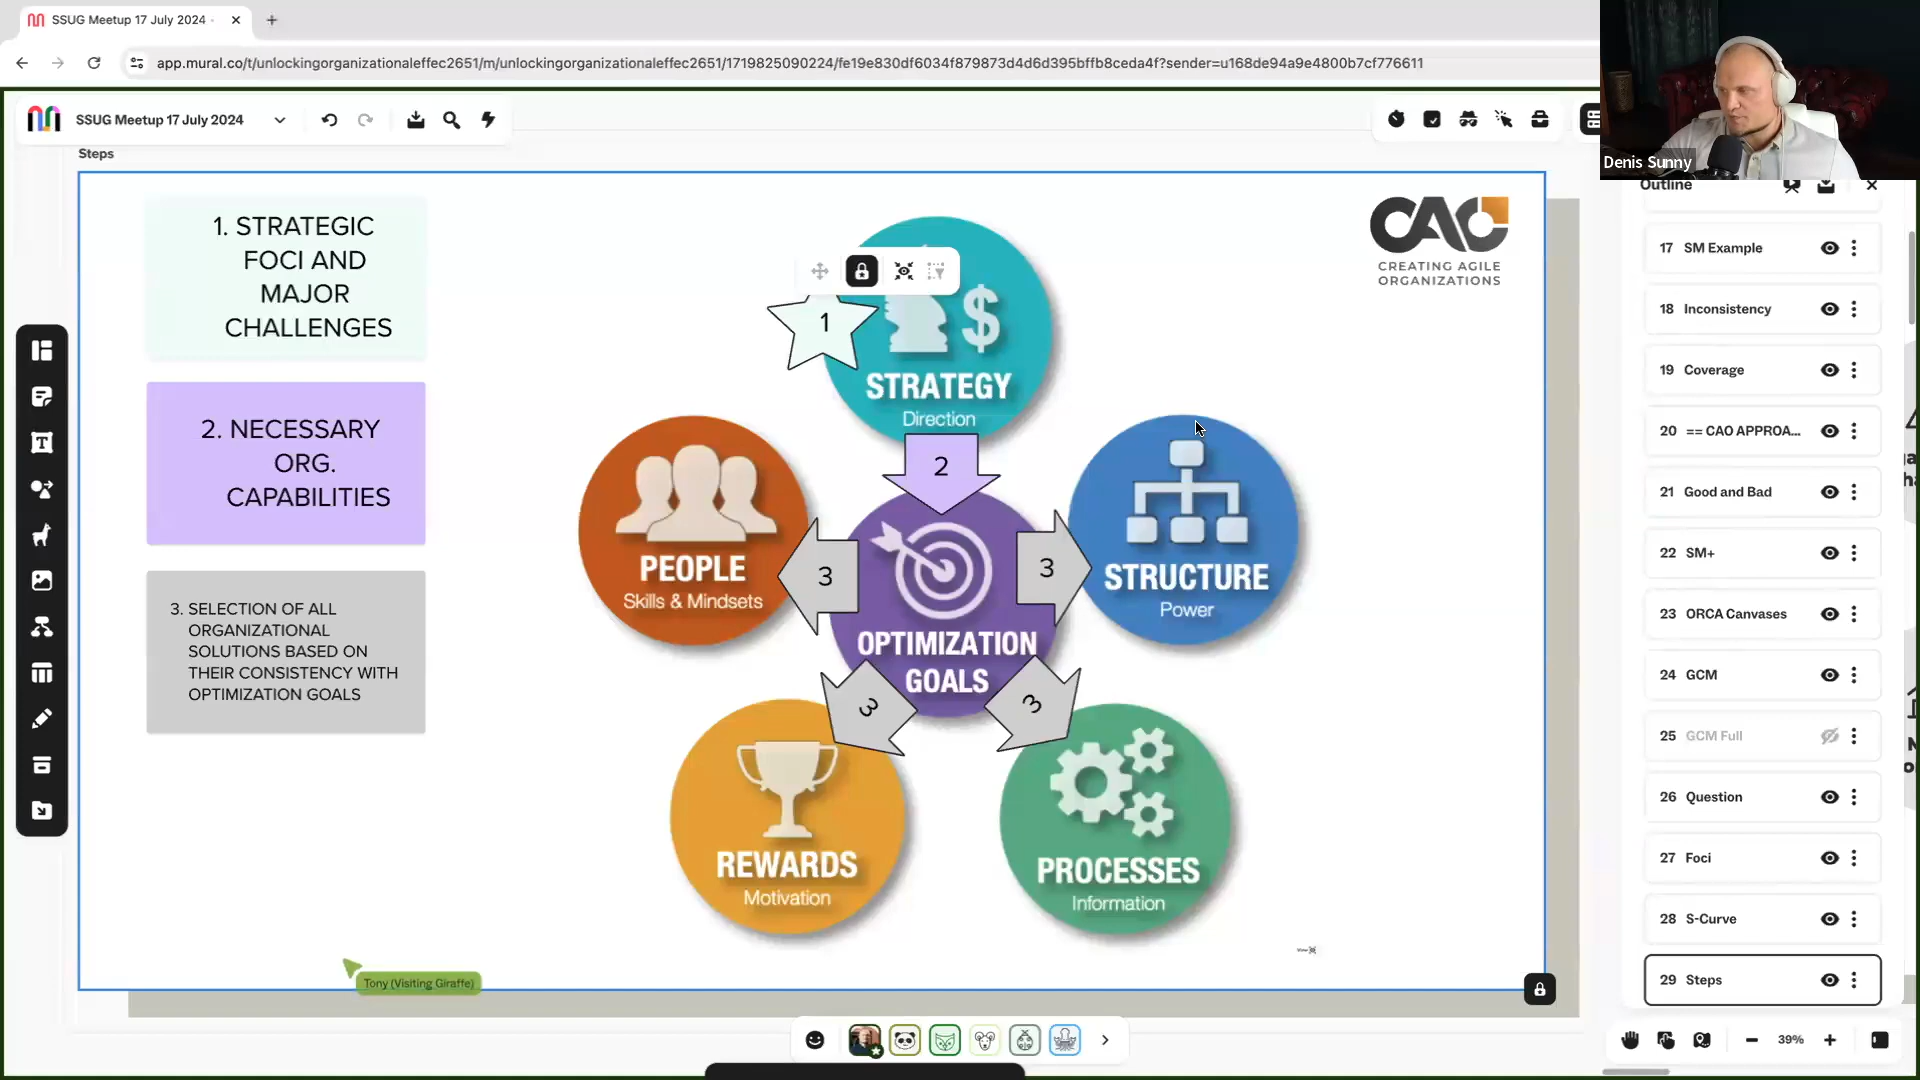 SSUG Meetup 17 July 2024 -
app.mural.co/t/unlockingorganizationaleffec2651/m/unlockingorganizationaleffec2651/1719825090224/fe19e830df6034f879873d4d6d395bffb8ceda4f?sender=u168de94a9e4800b7cf776611
SSUG Meetup 17 July 2024
Denis Sunny
Steps
1. STRATEGIC
FOCI AND
MAJOR
CHALLENGES
2. NECESSARY
ORG.
CAPABILITIES
3. SELECTION OF ALL
ORGANIZATIONAL
SOLUTIONS BASED ON
THEIR CONSISTENCY WITH
OPTIMIZATION GOALS
CAO
CREATING AGILE
ORGANIZATIONS
1
$
STRATEGY
Direction
2
PEOPLE
Skills & Mindsets
3
3
STRUCTURE
Power
OPTIMIZATION
GOALS
3
3
REWARDS
Motivation
PROCESSES
Information
Tony (Visiting Giraffe)
Outline
17 SM Example
18 Inconsistency
19 Coverage
20 == CAO APPROA...
21 Good and Bad
22 SM+
23 ORCA Canvases
24 GCM
25 GCM Full
26 Question
27 Foci
28 S-Curve
29 Steps
39%